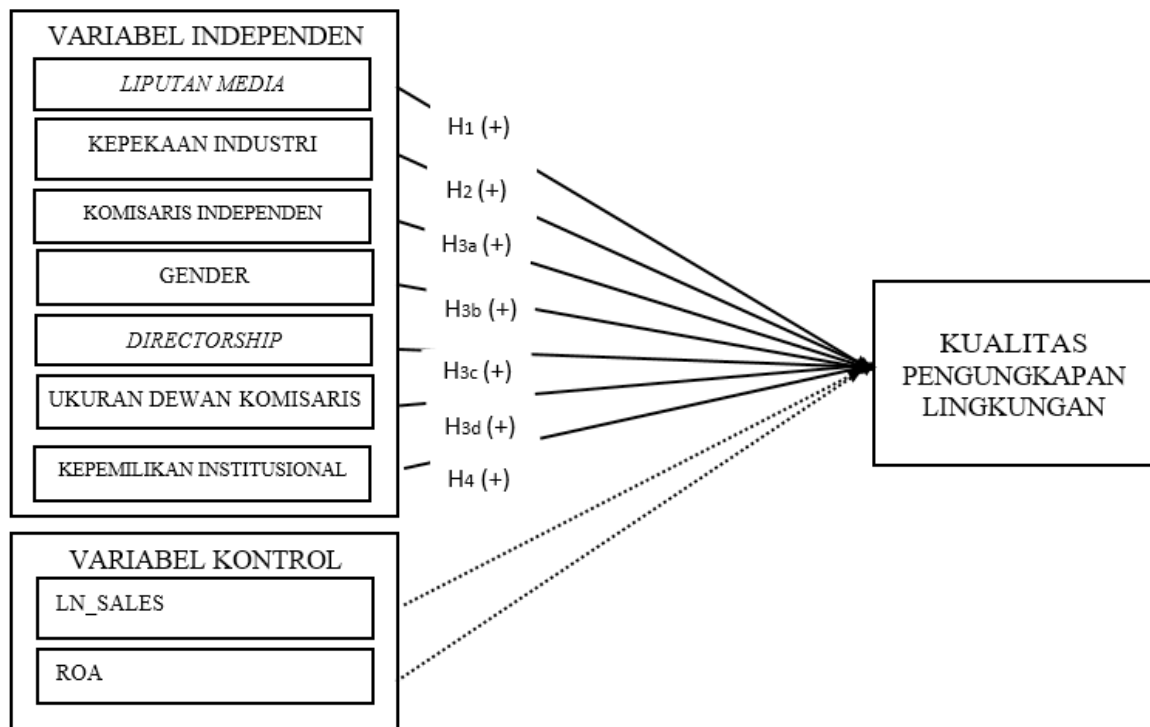 VARIABEL INDEPENDEN
LIPUTAN MEDIA
KEPEKAAN INDUSTRI
KOMISARIS INDEPENDEN
GENDER
DIRECTORSHIP
UKURAN DEWAN KOMISARIS
KEPEMILIKAN INSTITUSIONAL
H1 (+)
H2 (+)
H3a (+)
H3b (+)
H3c (+)
H3d (+)
H4 (+)
KUALITAS
PENGUNGKAPAN
LINGKUNGAN
VARIABEL KONTROL
LN_SALES
ROA